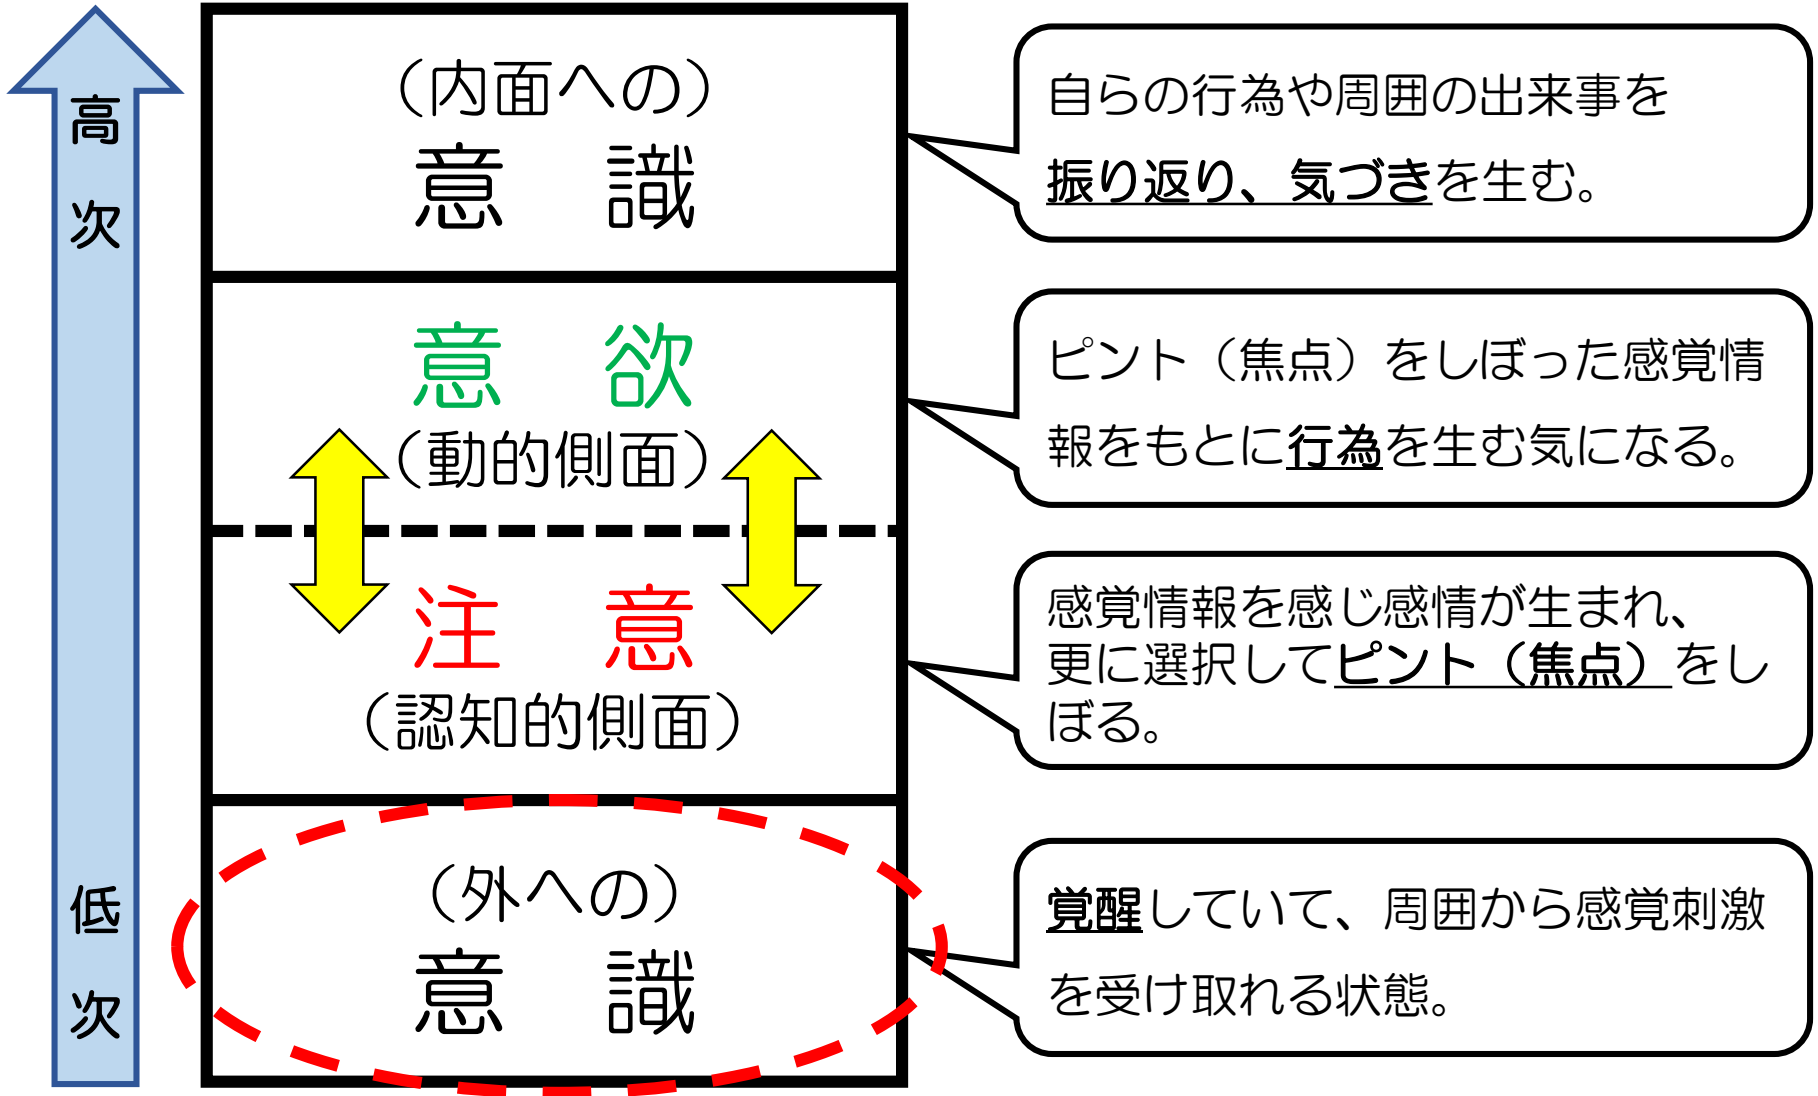 高
次
(内面への)
意 識
自らの行為や周囲の出来事を
振り返り、気づきを生む。
意 欲
(動的側面)
ピント（焦点）をしぼった感覚情
報をもとに行為を生む気になる。
注 意
(認知的側面)
感覚情報を感じ感情が生まれ、
更に選択してピント（焦点）をし
ぼる。
低
次
(外への)
意 識
覚醒していて、周囲から感覚刺激
を受け取れる状態。